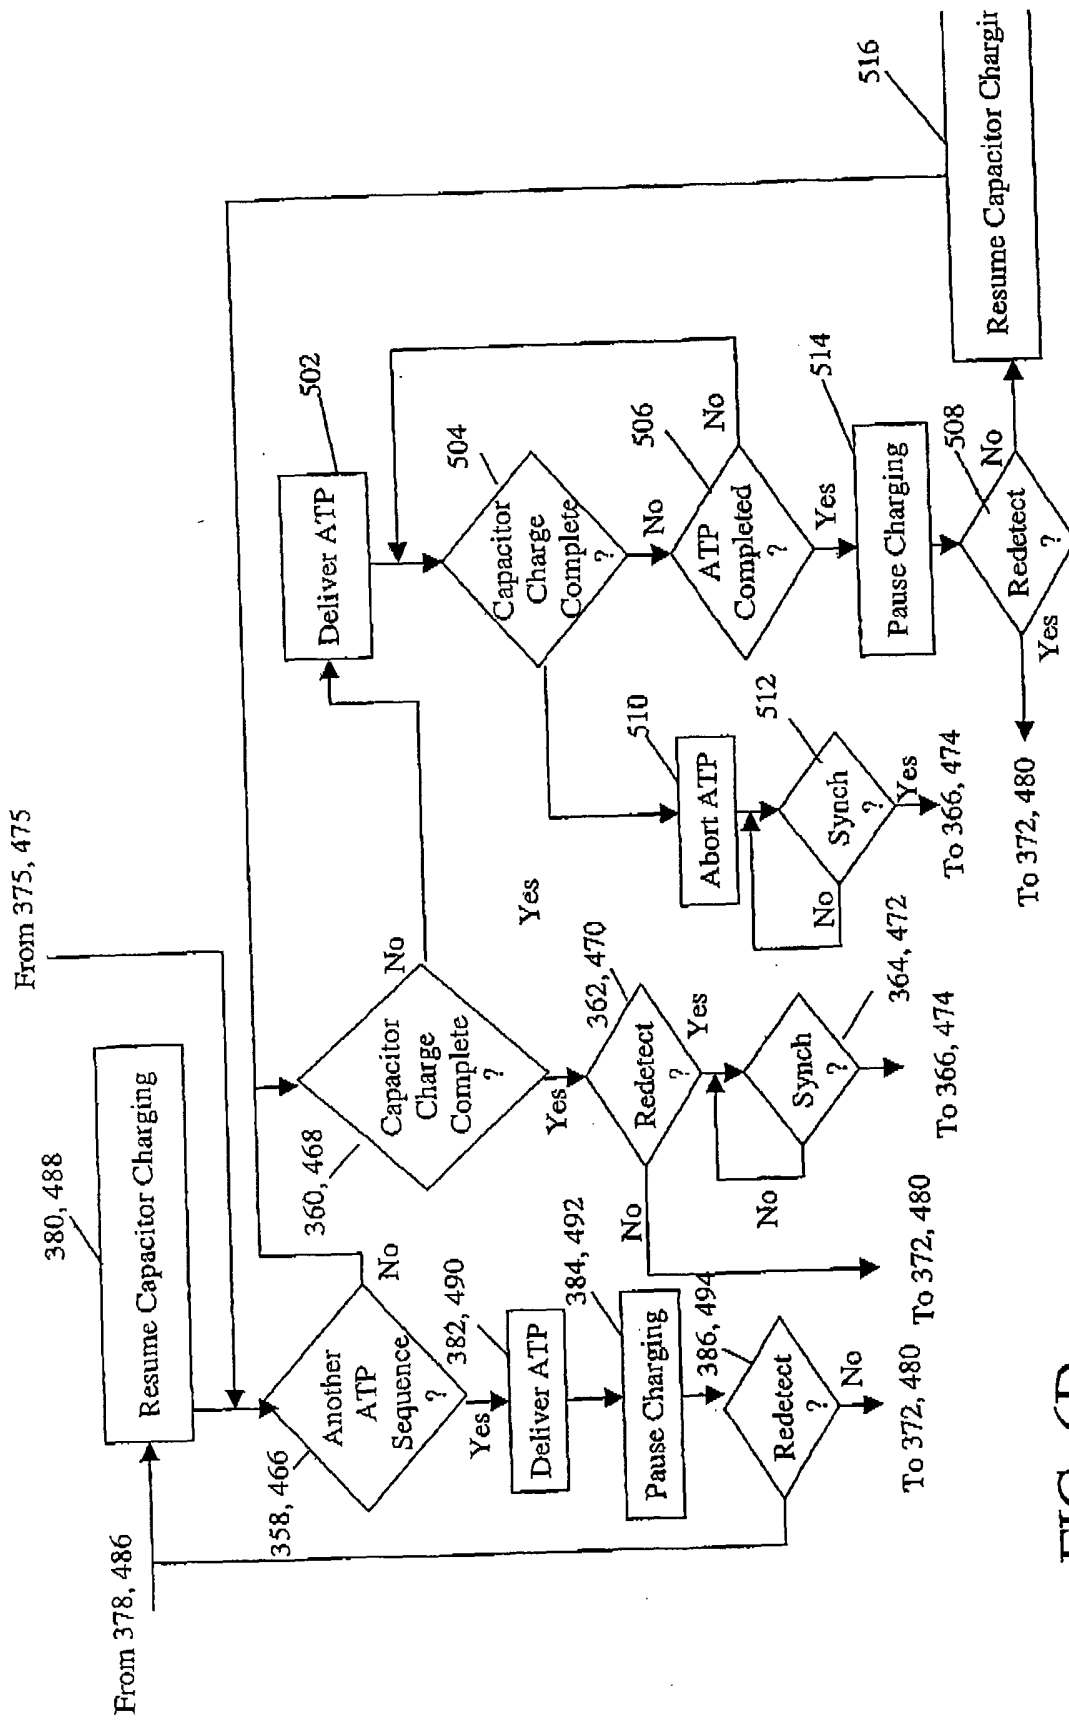 From 378, 486
380, 488
Resume Capacitor Charging
From 375, 475
358, 466
Another
ATP
Sequence
?
No
Yes
382, 490
Deliver ATP
384, 492
Pause Charging
386, 494
Redetect
?
No
To 372, 480
360, 468
Capacitor
Charge
Complete
?
No
Yes
362, 470
Redetect
?
No
To 372, 480
Yes
364, 472
Synch
?
No
To 366, 474
502
Deliver ATP
504
Capacitor
Charge
Complete
?
Yes
No
510
Abort ATP
512
Synch
?
No
Yes
To 366, 474
506
ATP
Completed
?
No
Yes
514
Pause Charging
508
Redetect
?
Yes
To 372, 480
No
516
Resume Capacitor Chargin
FIG.